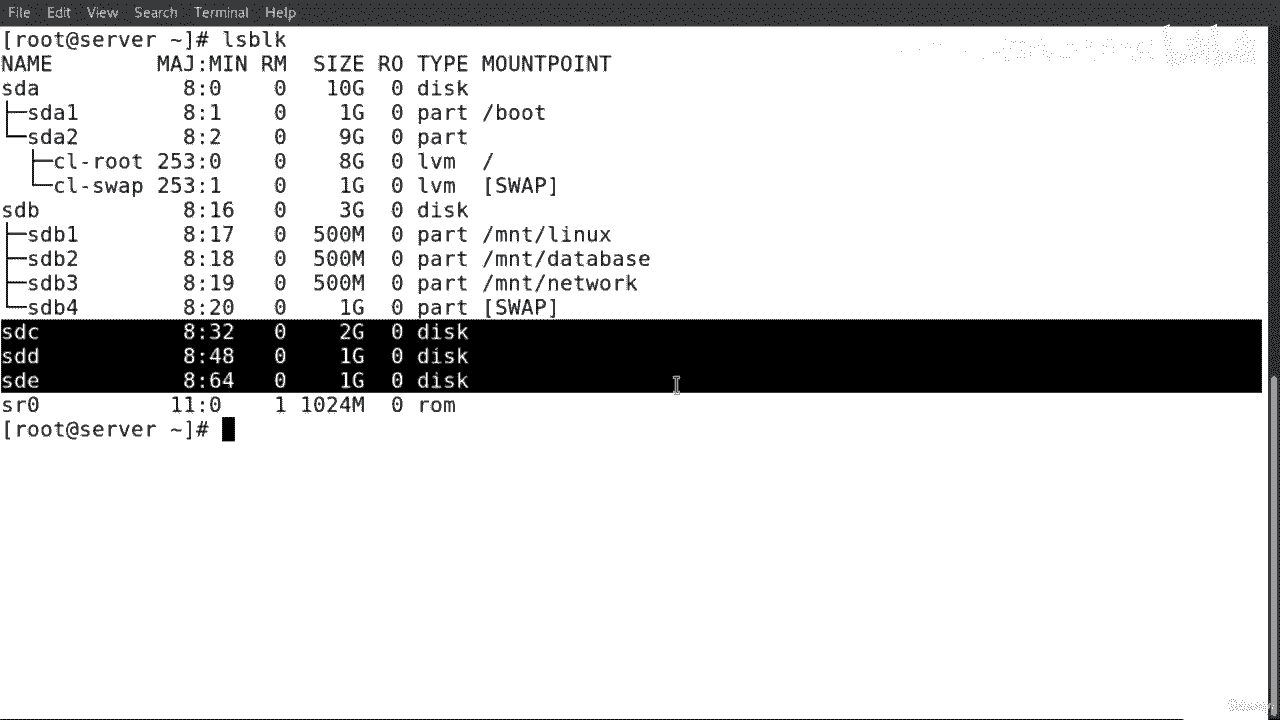 File Edit View Search Terminal Help
[root@server ~]# lsblk
NAME        MAJ:MIN RM  SIZE RO TYPE MOUNTPOINT
sda           8:0    0   10G  0 disk
├─sda1        8:1    0    1G  0 part /boot
└─sda2        8:2    0    9G  0 part
  ├─cl-root 253:0    0    8G  0 lvm  /
  └─cl-swap 253:1    0    1G  0 lvm  [SWAP]
sdb           8:16   0    3G  0 disk
├─sdb1        8:17   0  500M  0 part /mnt/linux
├─sdb2        8:18   0  500M  0 part /mnt/database
├─sdb3        8:19   0  500M  0 part /mnt/network
└─sdb4        8:20   0    1G  0 part [SWAP]
sdc           8:32   0    2G  0 disk
sdd           8:48   0    1G  0 disk
sde           8:64   0    1G  0 disk
sr0          11:0    1 1024M  0 rom
[root@server ~]#